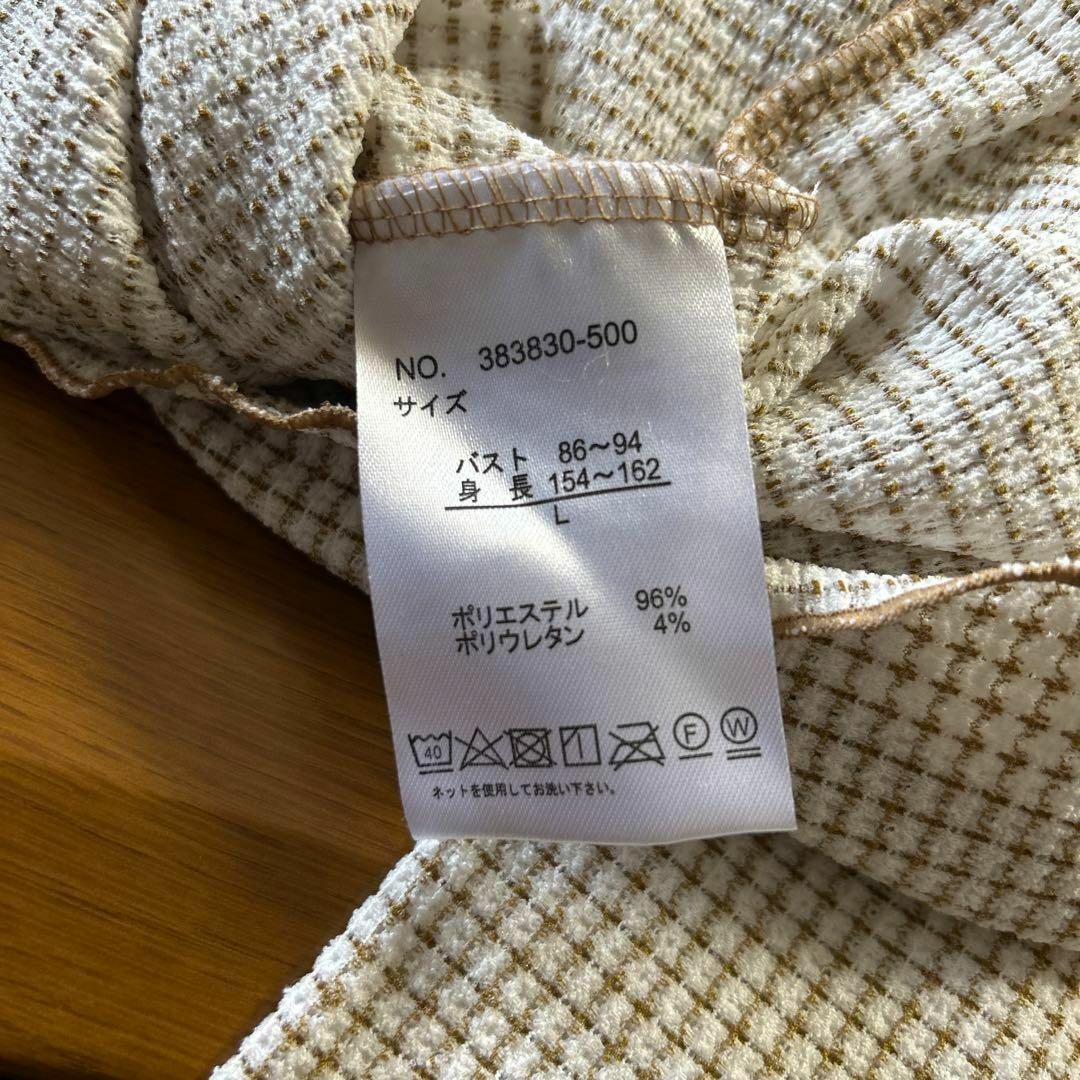 NO. 383830-500
サイズ
バスト 86～94
身 長 154～162
L
ポリエステル 96%
ポリウレタン 4%
40 F W
ネットを使用してお洗い下さい。